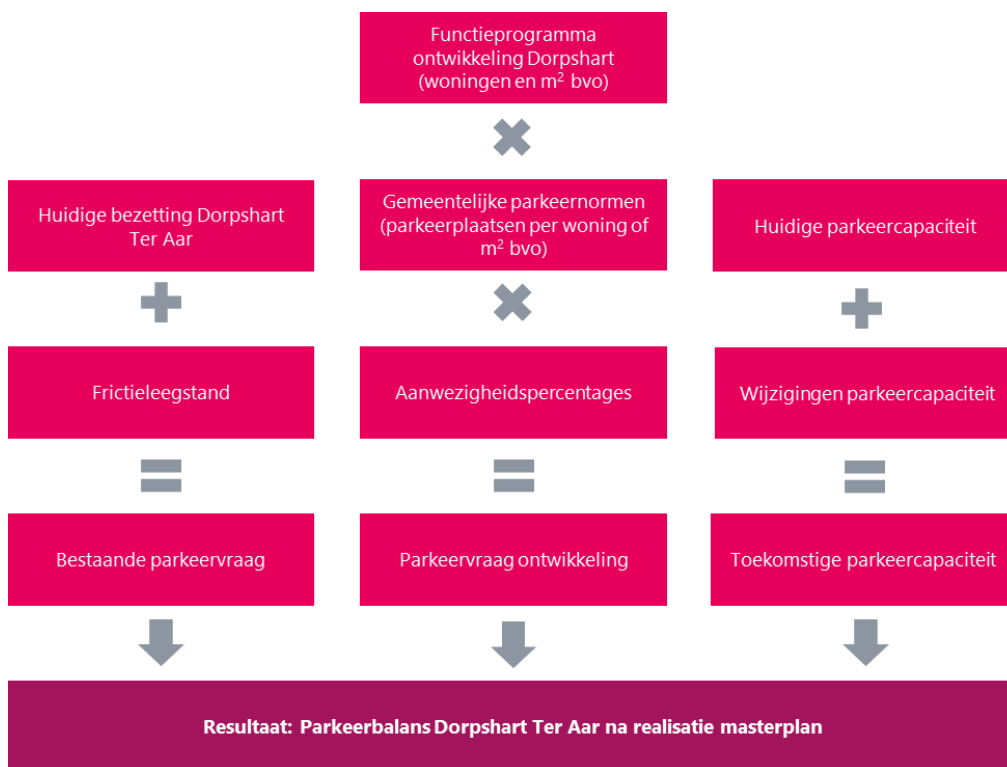 Functieprogramma
ontwikkeling Dorpshart
(woningen en m² bvo)
Huidige bezetting Dorpshart
Ter Aar
Gemeentelijke parkeernormen
(parkeerplaatsen per woning of
m² bvo)
Huidige parkeercapaciteit
Frictieleegstand
Aanwezigheidspercentages
Wijzigingen parkeercapaciteit
Bestaande parkeervraag
Parkeervraag ontwikkeling
Toekomstige parkeercapaciteit
Resultaat: Parkeerbalans Dorpshart Ter Aar na realisatie masterplan